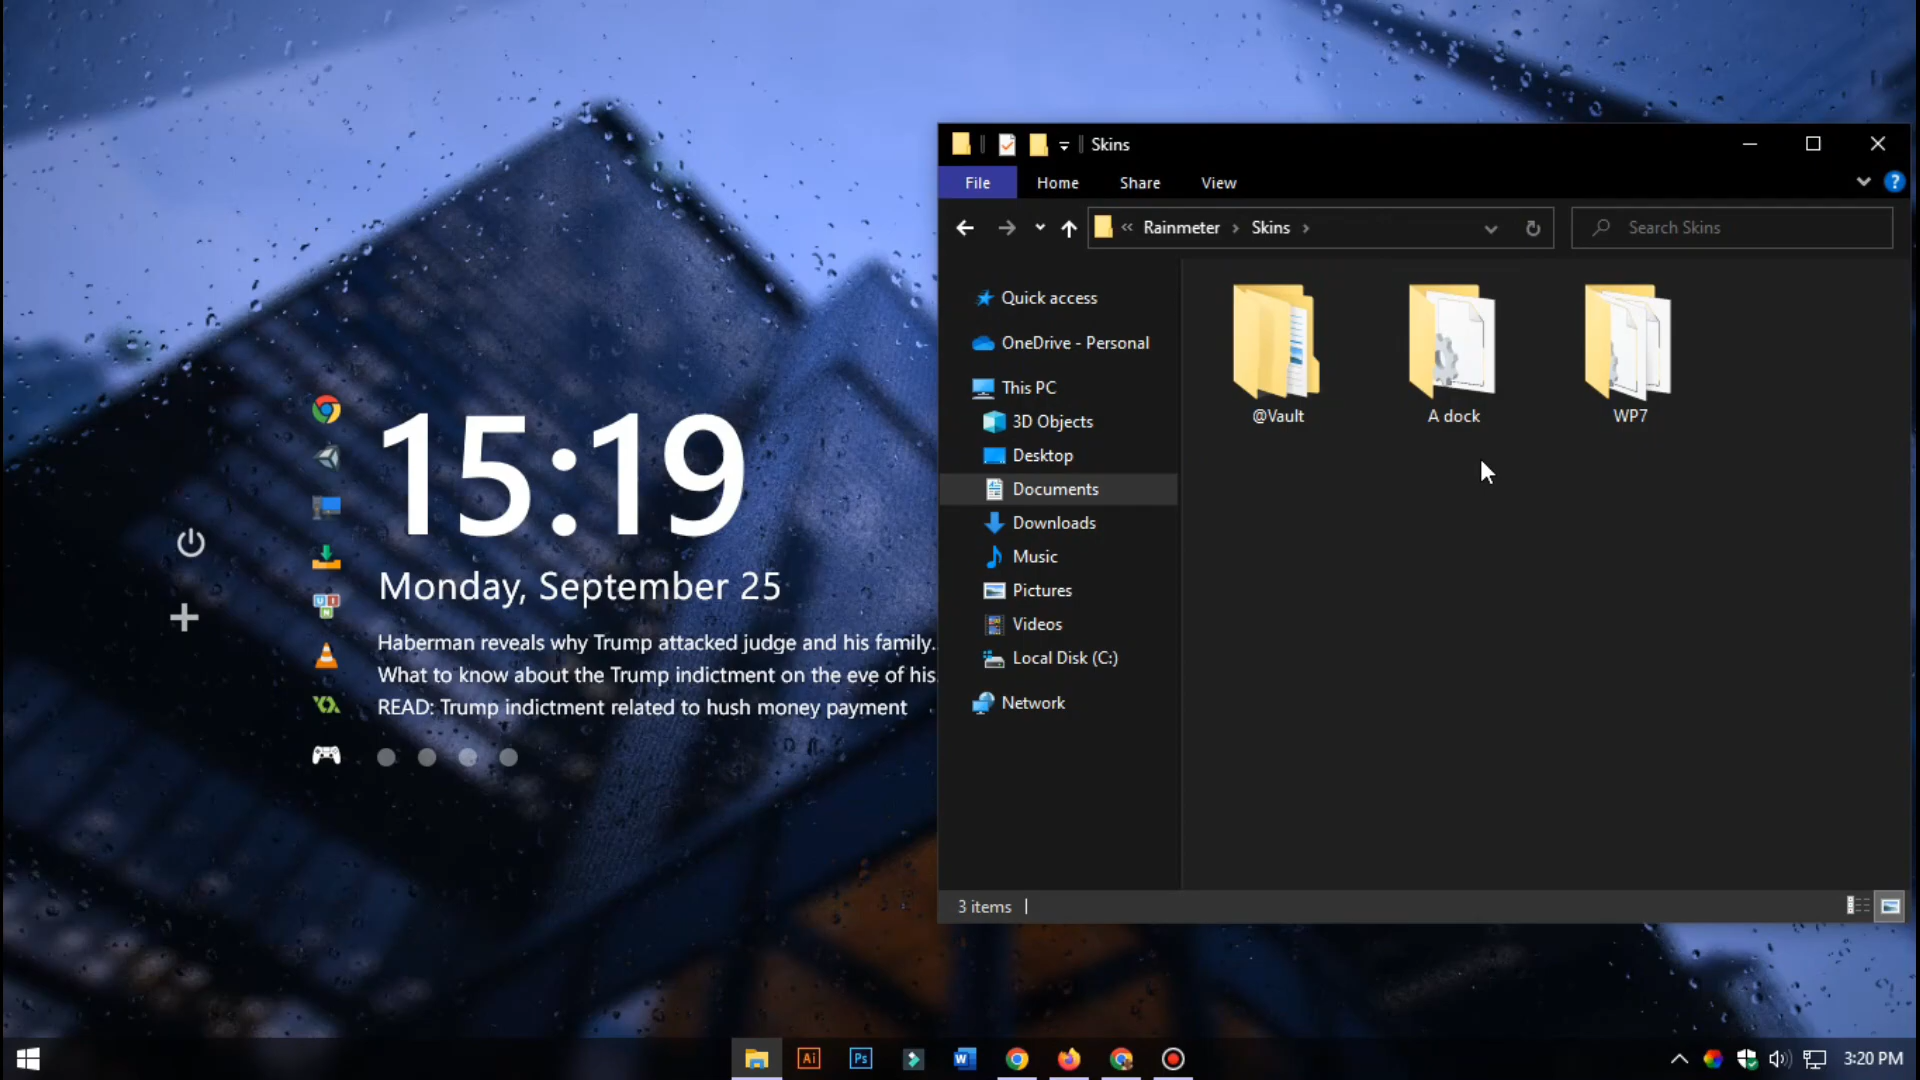 Skins
File
Home
Share
View
« Rainmeter › Skins ›
Search Skins
Quick access
OneDrive - Personal
This PC
3D Objects
Desktop
Documents
Downloads
Music
Pictures
Videos
Local Disk (C:)
Network
@Vault
A dock
WP7
3 items
15:19
Monday, September 25
Haberman reveals why Trump attacked judge and his family..
What to know about the Trump indictment on the eve of his.
READ: Trump indictment related to hush money payment
Ai
Ps
W
3:20 PM